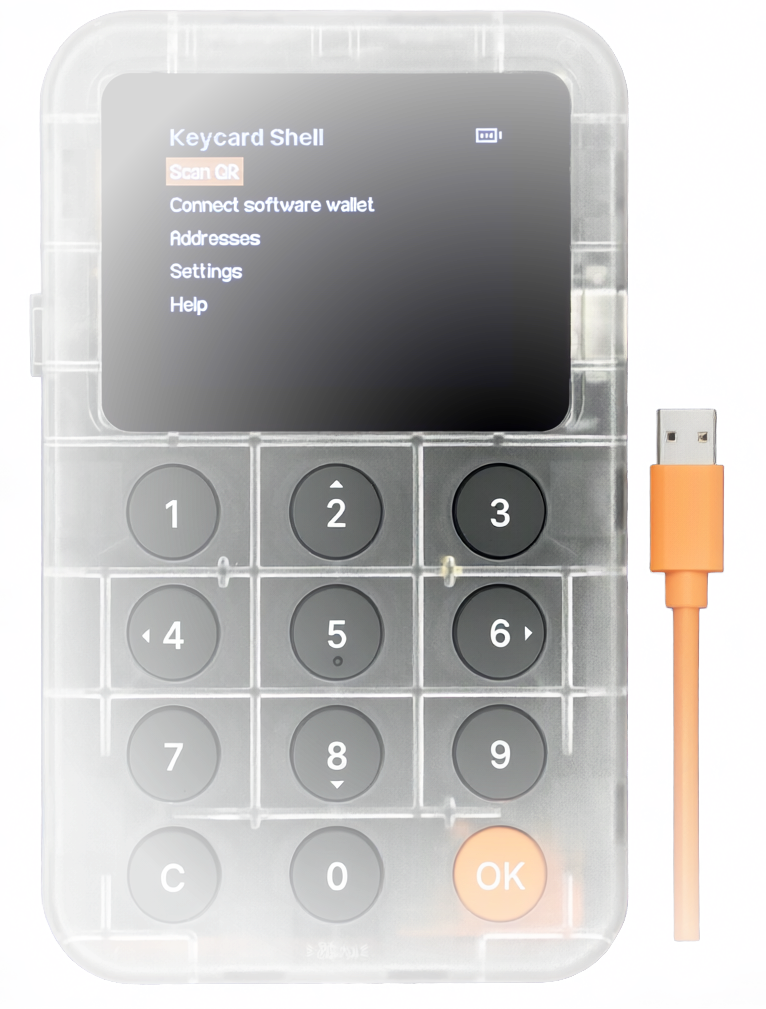 Keycard Shell
Scan QR
Connect software wallet
Addresses
Settings
Help
1 2 3
4 5 6
7 8 9
C 0 OK